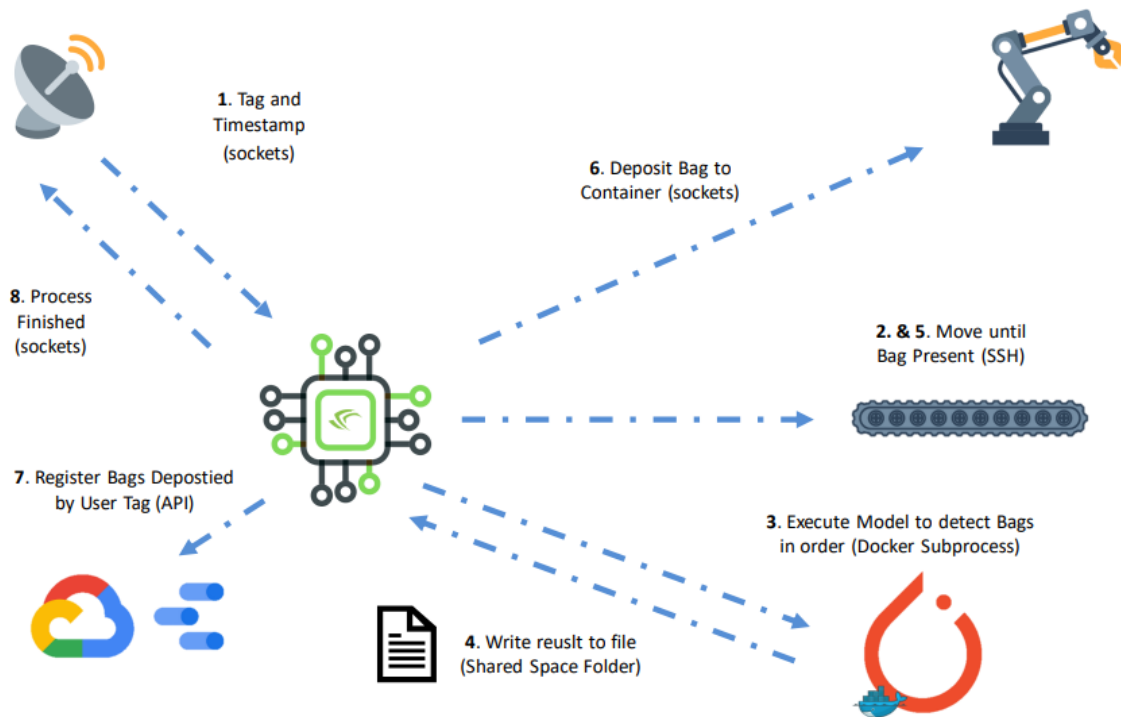 1. Tag and
Timestamp
(sockets)
6. Deposit Bag to
Container (sockets)
8. Process
Finished
(sockets)
2. & 5. Move until
Bag Present (SSH)
7. Register Bags Depostied
by User Tag (API)
3. Execute Model to detect Bags
in order (Docker Subprocess)
4. Write reuslt to file
(Shared Space Folder)